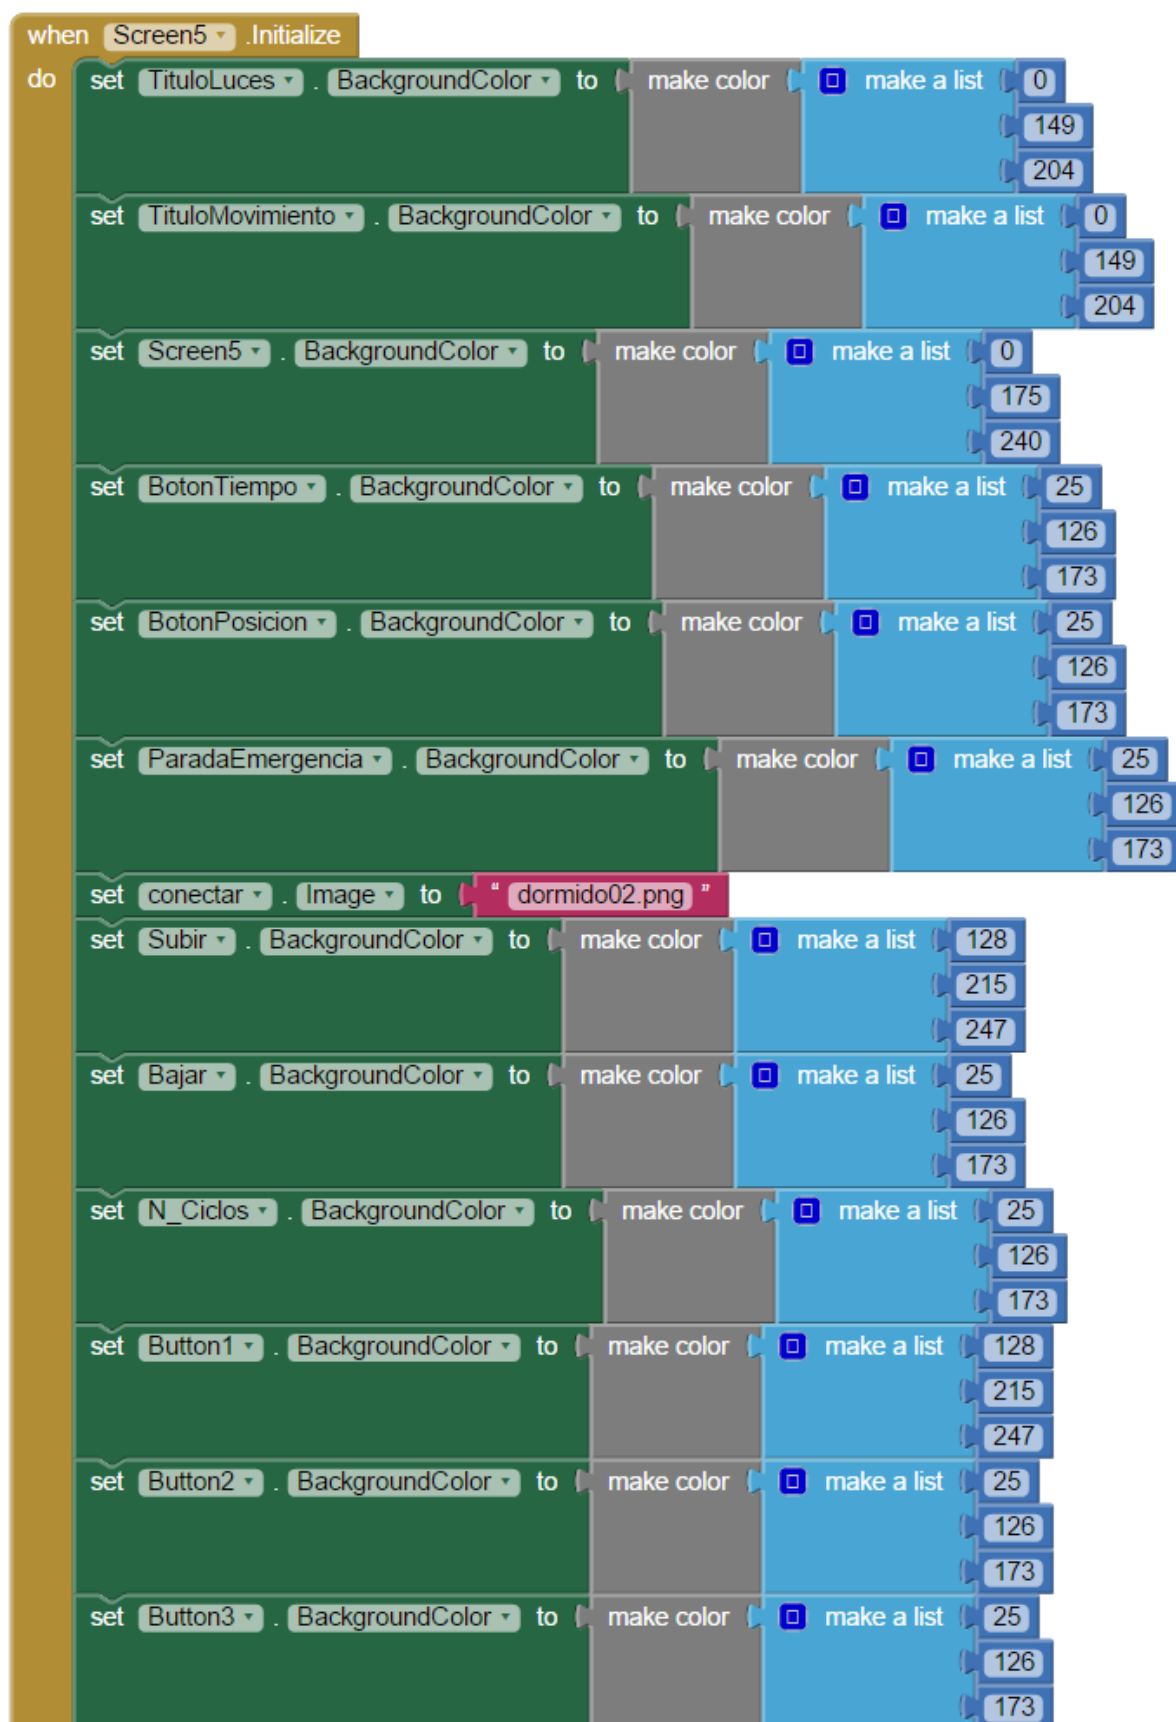 when Screen5 .Initialize
do set TituloLuces . BackgroundColor to make color make a list 0
149
204
set TituloMovimiento . BackgroundColor to make color make a list 0
149
204
set Screen5 . BackgroundColor to make color make a list 0
175
240
set BotonTiempo . BackgroundColor to make color make a list 25
126
173
set BotonPosicion . BackgroundColor to make color make a list 25
126
173
set ParadaEmergencia . BackgroundColor to make color make a list 25
126
173
set conectar . Image to “ dormido02.png ”
set Subir . BackgroundColor to make color make a list 128
215
247
set Bajar . BackgroundColor to make color make a list 25
126
173
set N_Ciclos . BackgroundColor to make color make a list 25
126
173
set Button1 . BackgroundColor to make color make a list 128
215
247
set Button2 . BackgroundColor to make color make a list 25
126
173
set Button3 . BackgroundColor to make color make a list 25
126
173